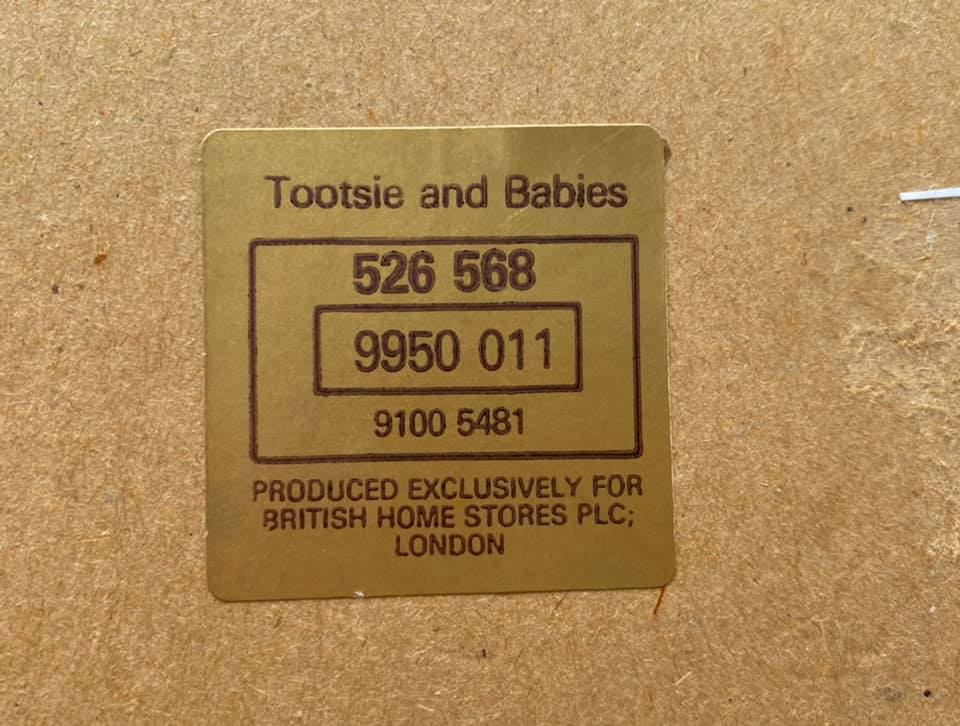 Tootsie and Babies
526 568
9950 011
9100 5481
PRODUCED EXCLUSIVELY FOR
BRITISH HOME STORES PLC;
LONDON